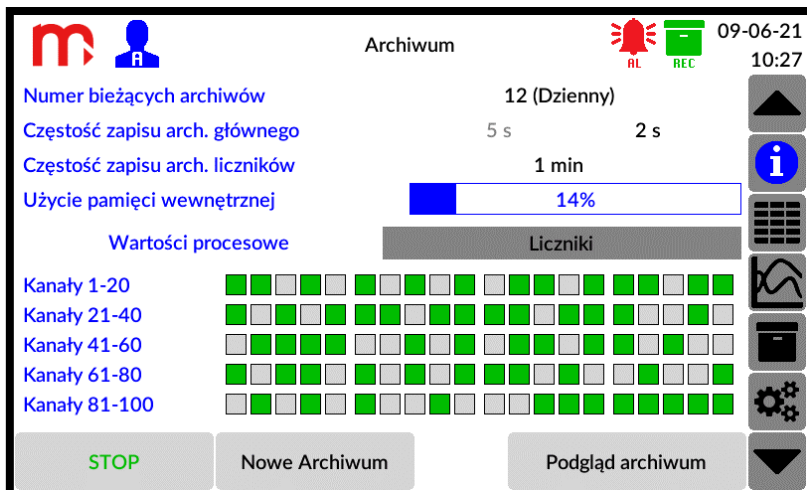 m
A
Archiwum
AL
REC
09-06-21
10:27
Numer bieżących archiwów 12 (Dzienny)
Częstość zapisu arch. głównego 5 s 2 s
Częstość zapisu arch. liczników 1 min
Użycie pamięci wewnętrznej 14%
Wartości procesowe Liczniki
Kanały 1-20
Kanały 21-40
Kanały 41-60
Kanały 61-80
Kanały 81-100
STOP Nowe Archiwum Podgląd archiwum